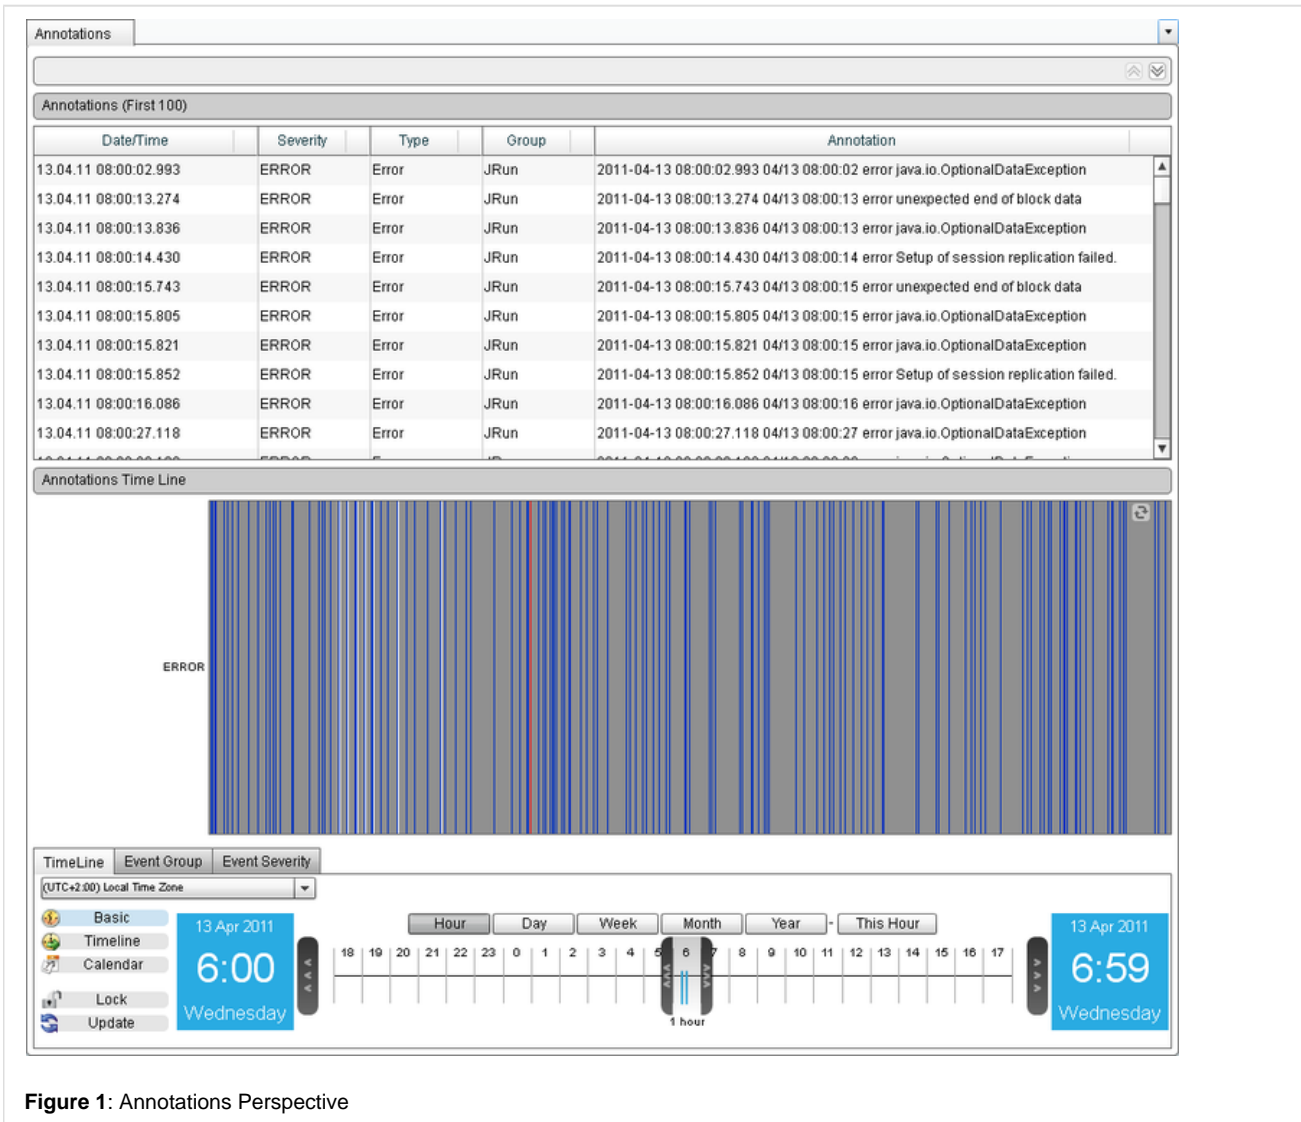 Annotations
Annotations (First 100)
Date/Time Severity Type Group Annotation
13.04.11 08:00:02.993 ERROR Error JRun 2011-04-13 08:00:02.993 04/13 08:00:02 error java.io.OptionalDataException
13.04.11 08:00:13.274 ERROR Error JRun 2011-04-13 08:00:13.274 04/13 08:00:13 error unexpected end of block data
13.04.11 08:00:13.836 ERROR Error JRun 2011-04-13 08:00:13.836 04/13 08:00:13 error java.io.OptionalDataException
13.04.11 08:00:14.430 ERROR Error JRun 2011-04-13 08:00:14.430 04/13 08:00:14 error Setup of session replication failed.
13.04.11 08:00:15.743 ERROR Error JRun 2011-04-13 08:00:15.743 04/13 08:00:15 error unexpected end of block data
13.04.11 08:00:15.805 ERROR Error JRun 2011-04-13 08:00:15.805 04/13 08:00:15 error java.io.OptionalDataException
13.04.11 08:00:15.821 ERROR Error JRun 2011-04-13 08:00:15.821 04/13 08:00:15 error java.io.OptionalDataException
13.04.11 08:00:15.852 ERROR Error JRun 2011-04-13 08:00:15.852 04/13 08:00:15 error Setup of session replication failed.
13.04.11 08:00:16.086 ERROR Error JRun 2011-04-13 08:00:16.086 04/13 08:00:16 error java.io.OptionalDataException
13.04.11 08:00:27.118 ERROR Error JRun 2011-04-13 08:00:27.118 04/13 08:00:27 error java.io.OptionalDataException
Annotations Time Line
ERROR
TimeLine Event Group Event Severity
(UTC+2:00) Local Time Zone
Basic
Timeline
Calendar
Lock
Update
13 Apr 2011
6:00
Wednesday
Hour Day Week Month Year - This Hour
18 19 20 21 22 23 0 1 2 3 4 5 6 7 8 9 10 11 12 13 14 15 16 17
1 hour
13 Apr 2011
6:59
Wednesday
Figure 1: Annotations Perspective